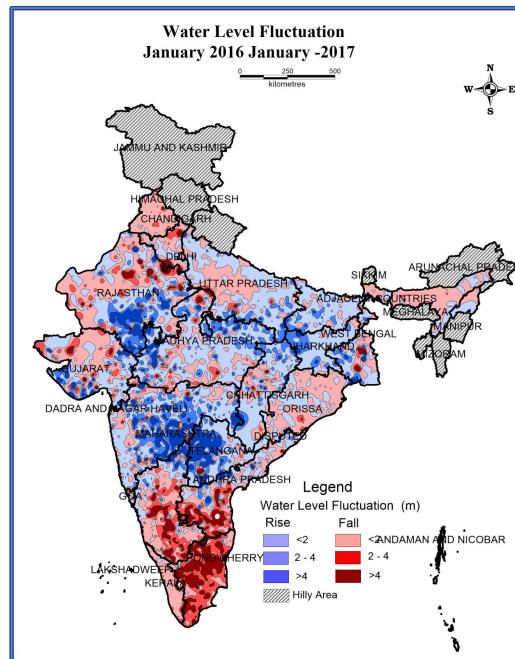 Water Level Fluctuation
January 2016 January -2017
0 250 500
kilometres
N
W E
S
JAMMU AND KASHMIR
HIMACHAL PRADESH
CHANDIGARH
DELHI
SIKKIM
ARUNACHAL PRADESH
UTTAR PRADESH
RAJASTHAN
ADJACENT COUNTRIES
MEGHALAYA
MANIPUR
WEST BENGAL
MADHYA PRADESH
JHARKHAND
MIZORAM
GUJARAT
CHHATTISGARH
DADRA AND NAGAR HAVELI
ORISSA
MAHARASHTRA
DISPUTED
TELANGANA
ANDHRA PRADESH
GOA
Legend
Water Level Fluctuation (m)
Rise Fall
<2 <2
ANDAMAN AND NICOBAR
2 - 4 2 - 4
>4 >4
Hilly Area
PONDICHERRY
LAKSHADWEEP
KERALA